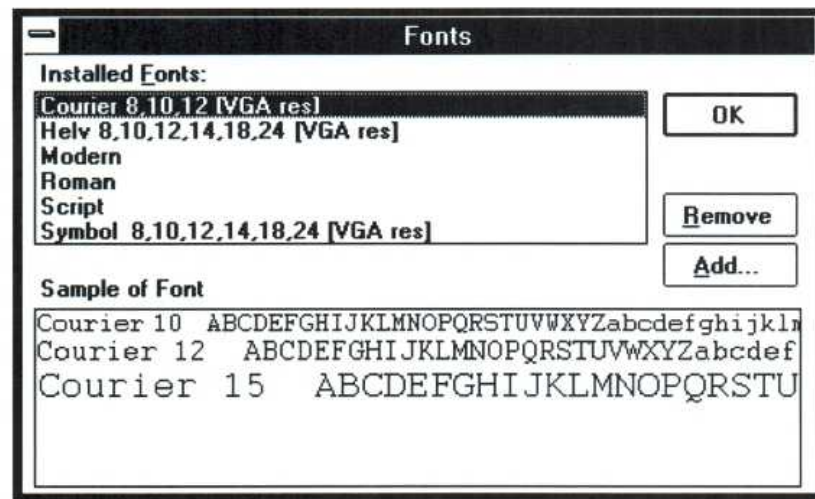 Fonts
Installed Fonts:
Courier 8,10,12 [VGA res]
Helv 8,10,12,14,18,24 [VGA res]
Modern
Roman
Script
Symbol 8,10,12,14,18,24 [VGA res]
OK
Remove
Add...
Sample of Font
Courier 10 ABCDEFGHIJKLMNOPQRSTUVWXYZabcdefghijklm
Courier 12 ABCDEFGHIJKLMNOPQRSTUVWXYZabcdef
Courier 15 ABCDEFGHIJKLMNOPQRSTU